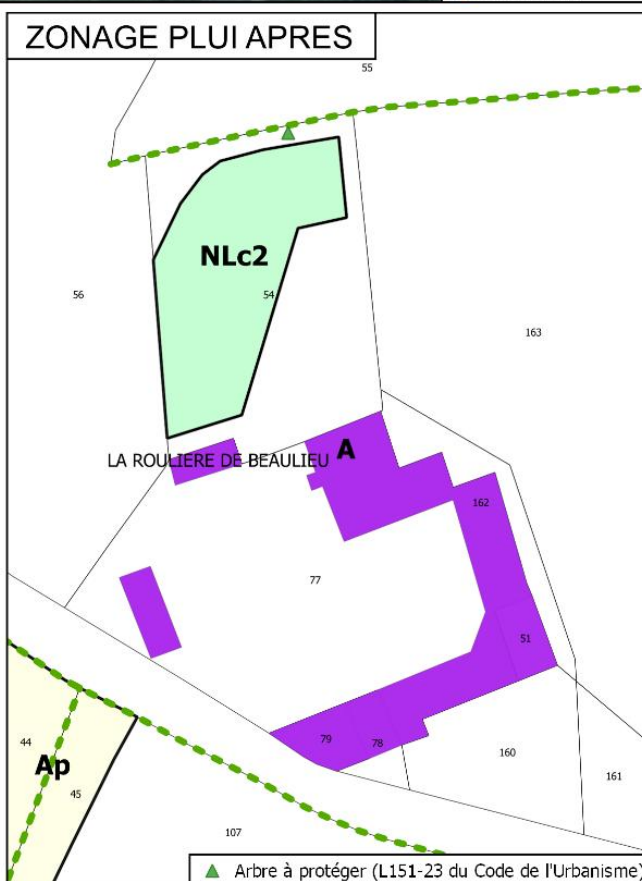 ZONAGE PLUI APRES
55
NLc2
56
54
163
A
LA ROULIERE DE BEAULIEU
162
77
51
44
79
78
160
Ap
45
161
107
Arbre à protéger (L151-23 du Code de l'Urbanisme)